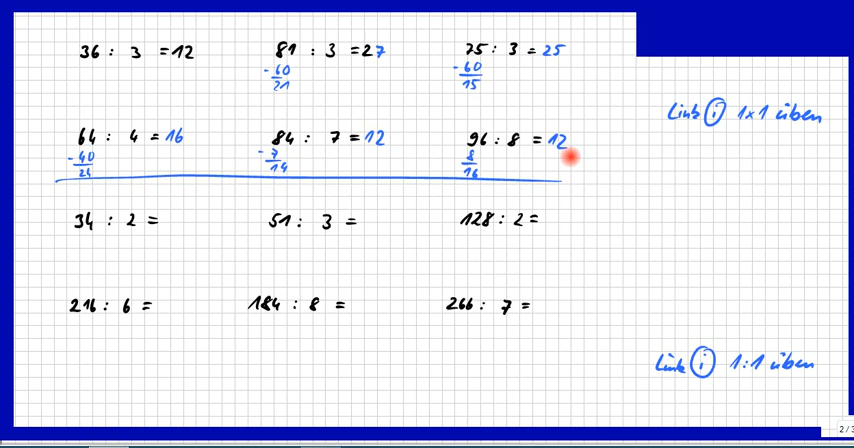 36 : 3 = 12
81 : 3 = 27
- 60
21
75 : 3 = 25
- 60
15
Link i 1x1 üben
64 : 4 = 16
- 40
24
84 : 7 = 12
- 7
14
96 : 8 = 12
8
16
34 : 2 =
51 : 3 =
128 : 2 =
216 : 6 =
184 : 8 =
266 : 7 =
Link i 1:1 üben
2 / 3